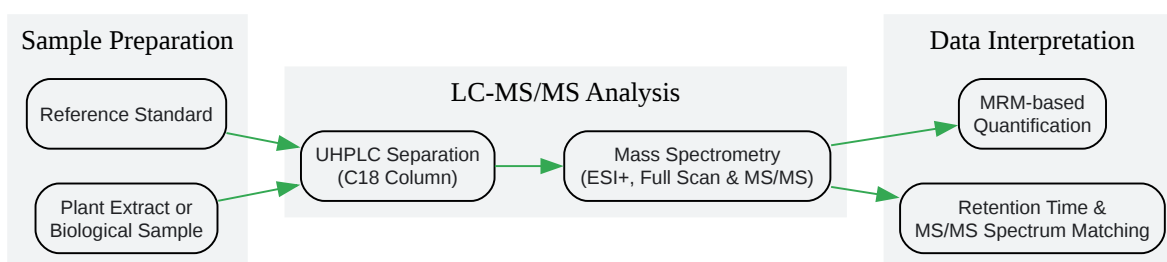 Sample Preparation
Reference Standard
Plant Extract or
Biological Sample
LC-MS/MS Analysis
UHPLC Separation
(C18 Column)
Mass Spectrometry
(ESI+, Full Scan & MS/MS)
Data Interpretation
MRM-based
Quantification
Retention Time &
MS/MS Spectrum Matching